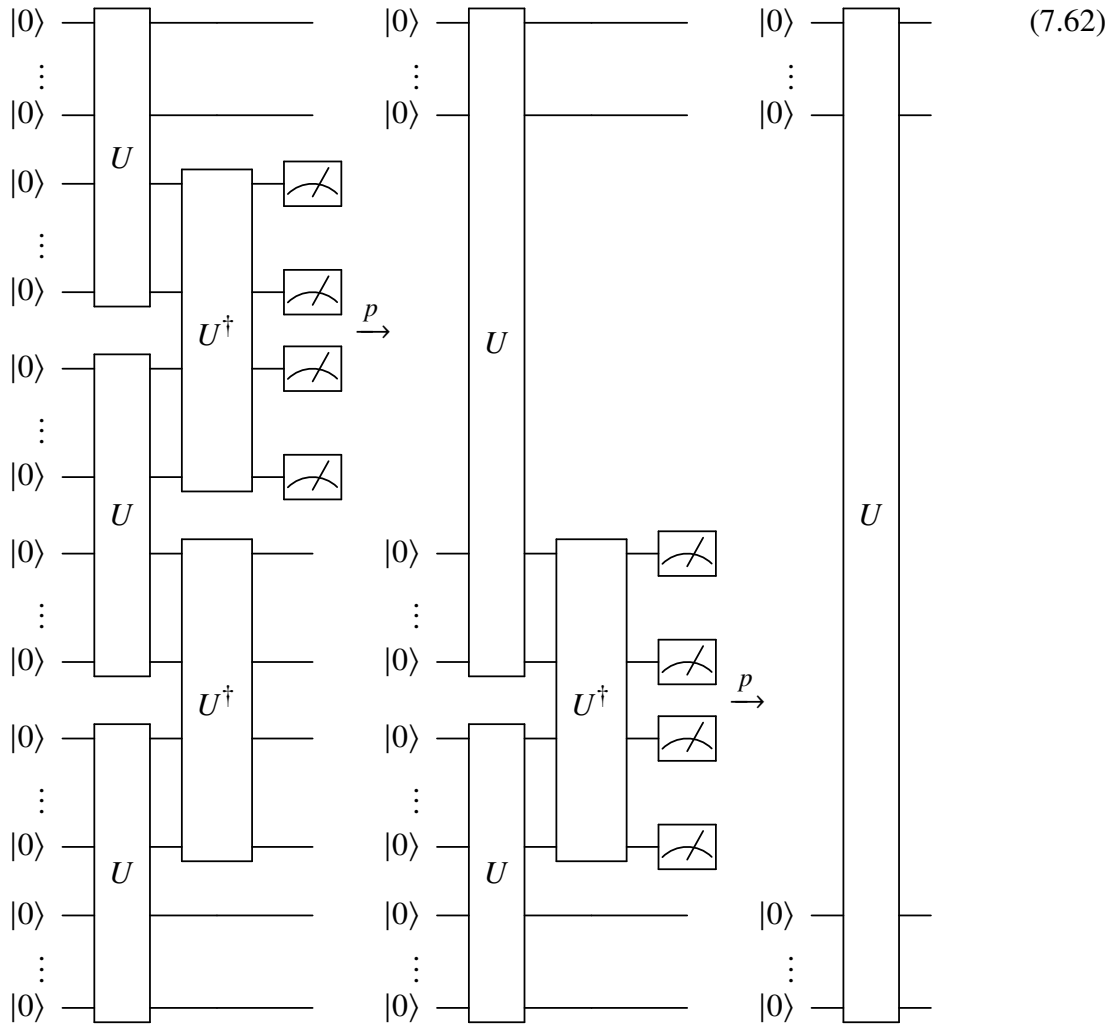 |0⟩ |0⟩ |0⟩ (7.62)
⋮ ⋮ ⋮
|0⟩ |0⟩ |0⟩
U
|0⟩
⋮
|0⟩
p→
U† U
|0⟩
⋮
|0⟩
U U
|0⟩ |0⟩
⋮ ⋮
|0⟩ |0⟩
U† U† p→
|0⟩ |0⟩
⋮ ⋮
|0⟩ |0⟩
U U
|0⟩ |0⟩ |0⟩
⋮ ⋮ ⋮
|0⟩ |0⟩ |0⟩